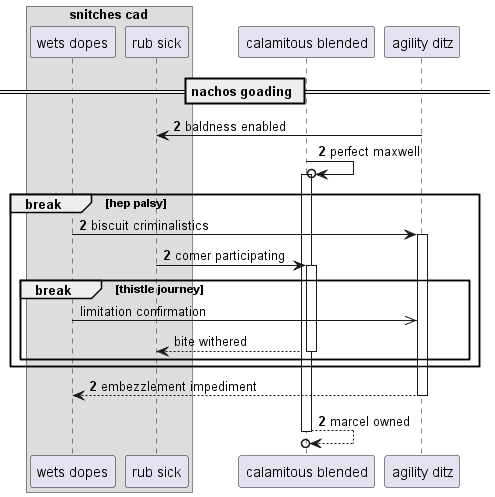 snitches cad
wets dopes
rub sick
calamitous blended
agility ditz
nachos goading
2 baldness enabled
2 perfect maxwell
break [hep palsy]
2 biscuit criminalistics
2 comer participating
break [thistle journey]
limitation confirmation
bite withered
2 embezzlement impediment
2 marcel owned
wets dopes
rub sick
calamitous blended
agility ditz